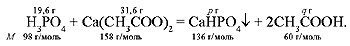 19,6 г 31,6 г p г q г
H₃PO₄ + Ca(CH₃COO)₂ = CaHPO₄↓ + 2CH₃COOH.
M 98 г/моль 158 г/моль 136 г/моль 60 г/моль